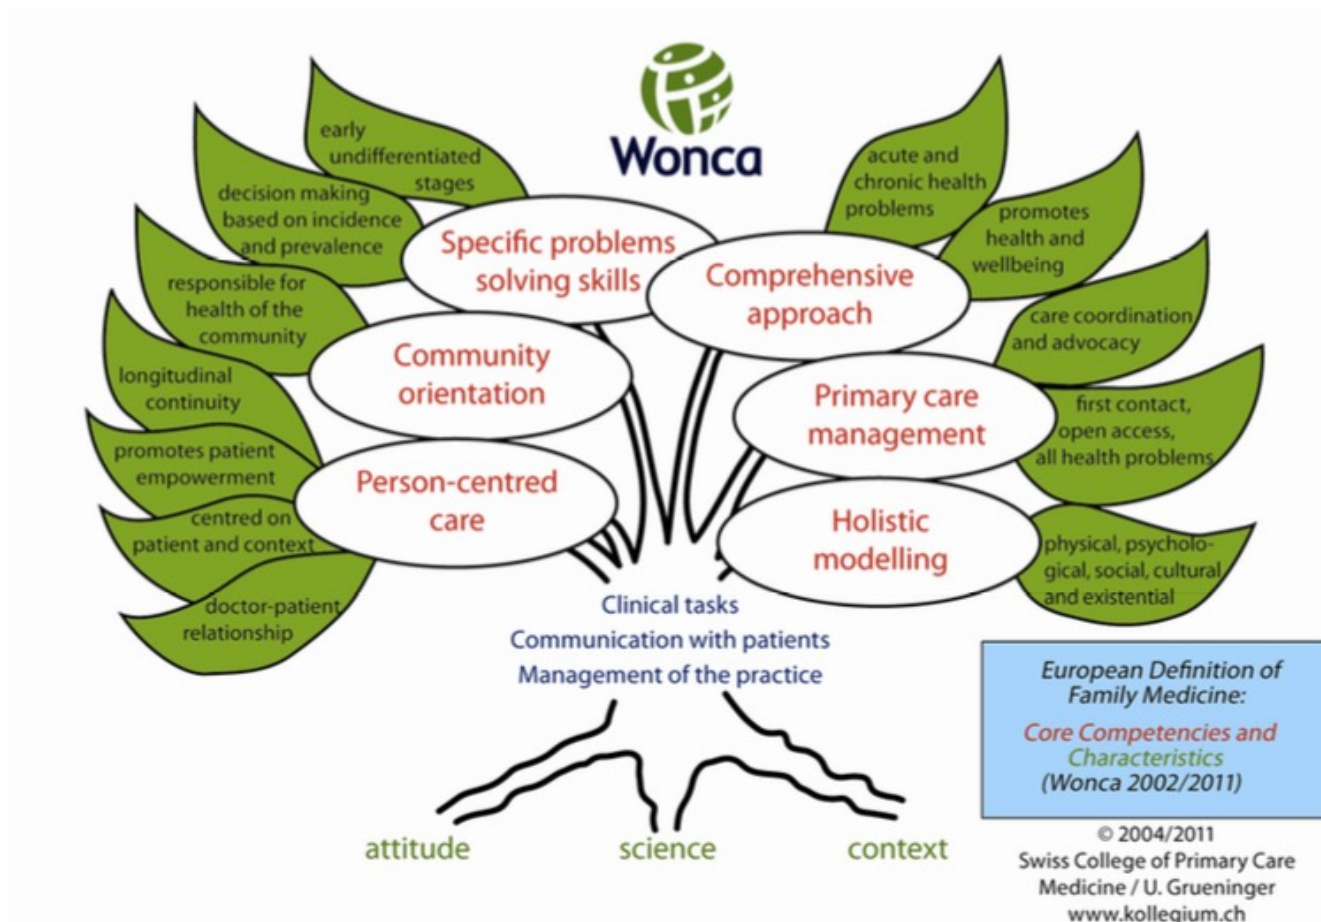 Wonca
early
undifferentiated
stages
decision making
based on incidence
and prevalence
responsible for
health of the
community
longitudinal
continuity
promotes patient
empowerment
centred on
patient and context
doctor-patient
relationship
Specific problems
solving skills
Community
orientation
Person-centred
care
Comprehensive
approach
Primary care
management
Holistic
modelling
acute and
chronic health
problems
promotes
health and
wellbeing
care coordination
and advocacy
first contact,
open access,
all health problems
physical, psycholo-
gical, social, cultural
and existential
Clinical tasks
Communication with patients
Management of the practice
attitude
science
context
European Definition of
Family Medicine:
Core Competencies and
Characteristics
(Wonca 2002/2011)
© 2004/2011
Swiss College of Primary Care
Medicine / U. Grueninger
www.kollegium.ch